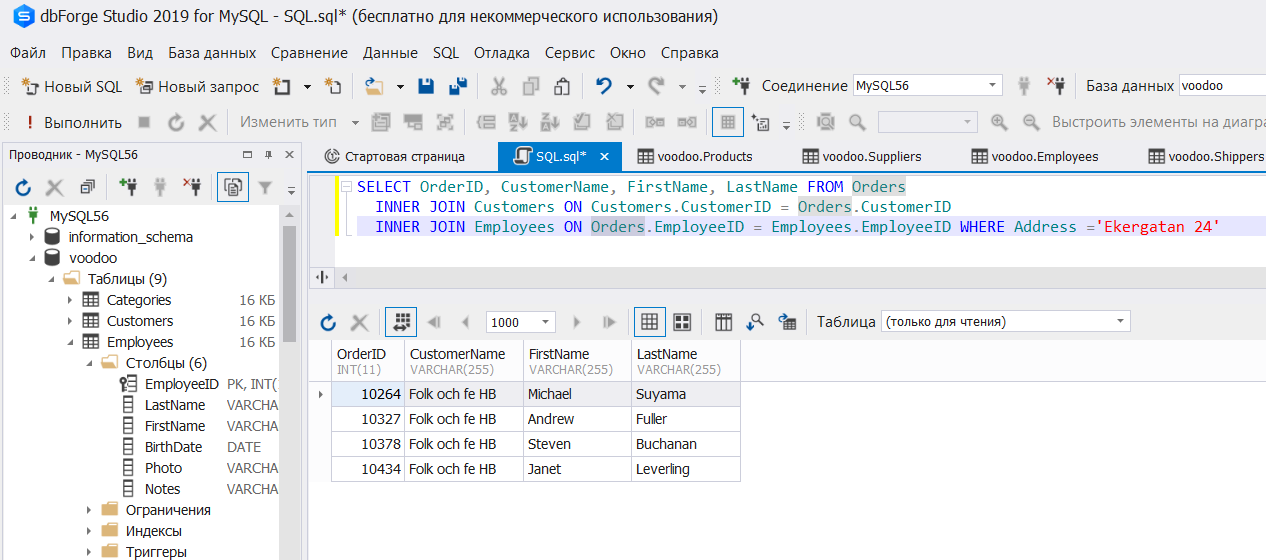 dbForge Studio 2019 for MySQL - SQL.sql* (бесплатно для некоммерческого использования)
Файл Правка Вид База данных Сравнение Данные SQL Отладка Сервис Окно Справка
Новый SQL Новый запрос Соединение MySQL56 База данных voodoo
! Выполнить Изменить тип Выстроить элементы на диагра
Проводник - MySQL56
Стартовая страница SQL.sql* voodoo.Products voodoo.Suppliers voodoo.Employees voodoo.Shippers
MySQL56
information_schema
voodoo
Таблицы (9)
Categories 16 КБ
Customers 16 КБ
Employees 16 КБ
Столбцы (6)
EmployeeID PK, INT(
LastName VARCHA
FirstName VARCHA
BirthDate DATE
Photo VARCHA
Notes VARCHA
Ограничения
Индексы
Триггеры
SELECT OrderID, CustomerName, FirstName, LastName FROM Orders
INNER JOIN Customers ON Customers.CustomerID = Orders.CustomerID
INNER JOIN Employees ON Orders.EmployeeID = Employees.EmployeeID WHERE Address ='Ekergatan 24'
1000 Таблица (только для чтения)
OrderID CustomerName FirstName LastName
INT(11) VARCHAR(255) VARCHAR(255) VARCHAR(255)
10264 Folk och fe HB Michael Suyama
10327 Folk och fe HB Andrew Fuller
10378 Folk och fe HB Steven Buchanan
10434 Folk och fe HB Janet Leverling